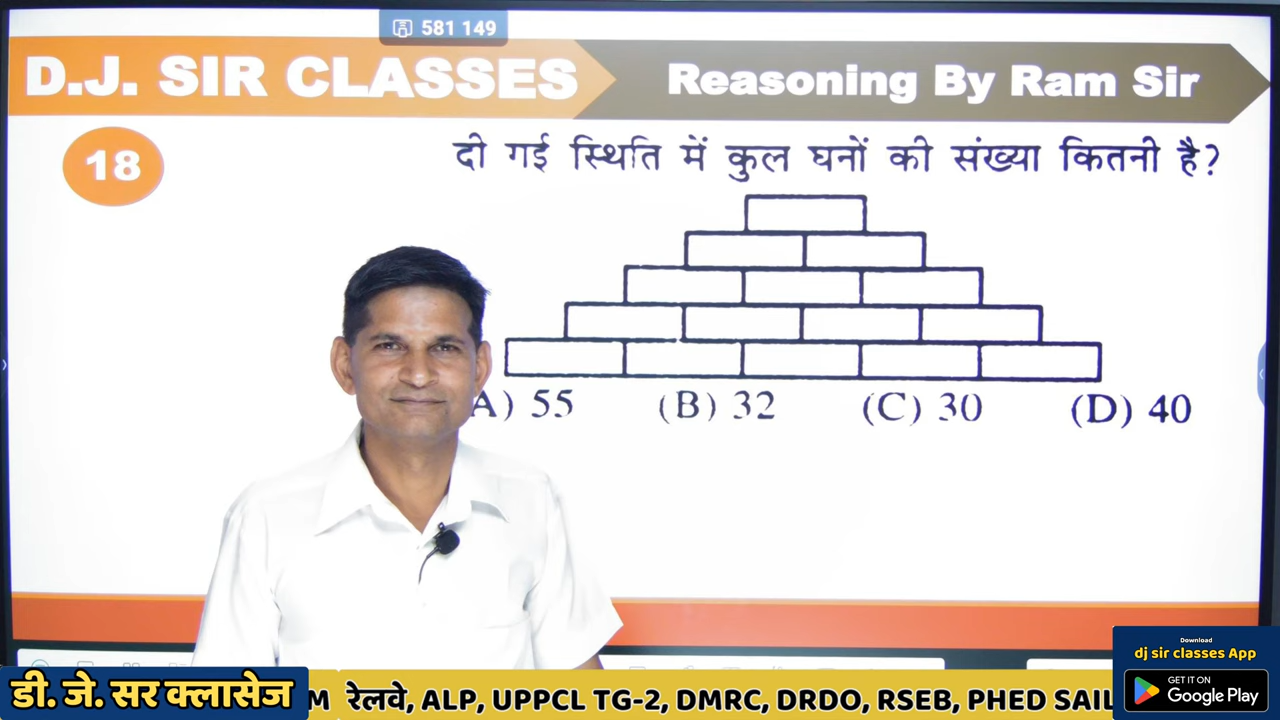 581 149
D.J. SIR CLASSES
Reasoning By Ram Sir
18
दी गई स्थिति में कुल घनों की संख्या कितनी है?
A) 55 (B) 32 (C) 30 (D) 40
Download
dj sir classes App
GET IT ON
Google Play
डी. जे. सर क्लासेज
M रेलवे, ALP, UPPCL TG-2, DMRC, DRDO, RSEB, PHED SAIL